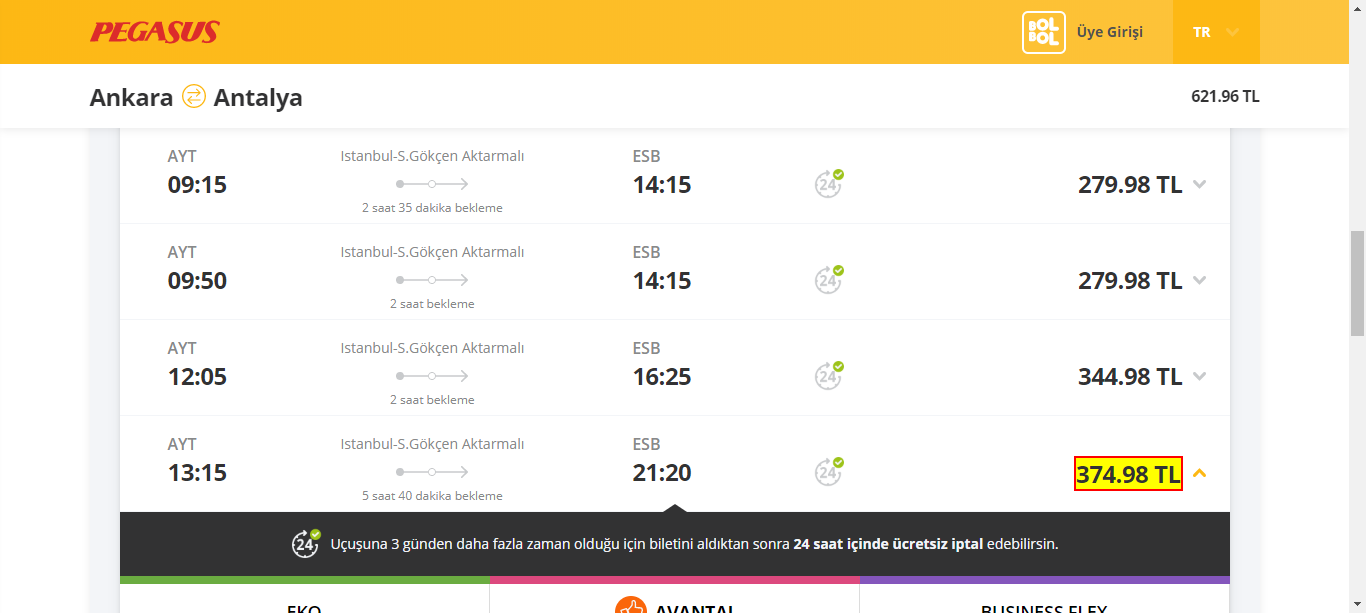 PEGASUS
BOL BOL
Üye Girişi
TR
Ankara Antalya
621.96 TL
AYT Istanbul-S.Gökçen Aktarmalı ESB
09:15 14:15 24 279.98 TL
2 saat 35 dakika bekleme
AYT Istanbul-S.Gökçen Aktarmalı ESB
09:50 14:15 24 279.98 TL
2 saat bekleme
AYT Istanbul-S.Gökçen Aktarmalı ESB
12:05 16:25 24 344.98 TL
2 saat bekleme
AYT Istanbul-S.Gökçen Aktarmalı ESB
13:15 21:20 24 374.98 TL
5 saat 40 dakika bekleme
24 Uçuşuna 3 günden daha fazla zaman olduğu için biletini aldıktan sonra 24 saat içinde ücretsiz iptal edebilirsin.
EKO AVANTAJ BUSINESS FLEX